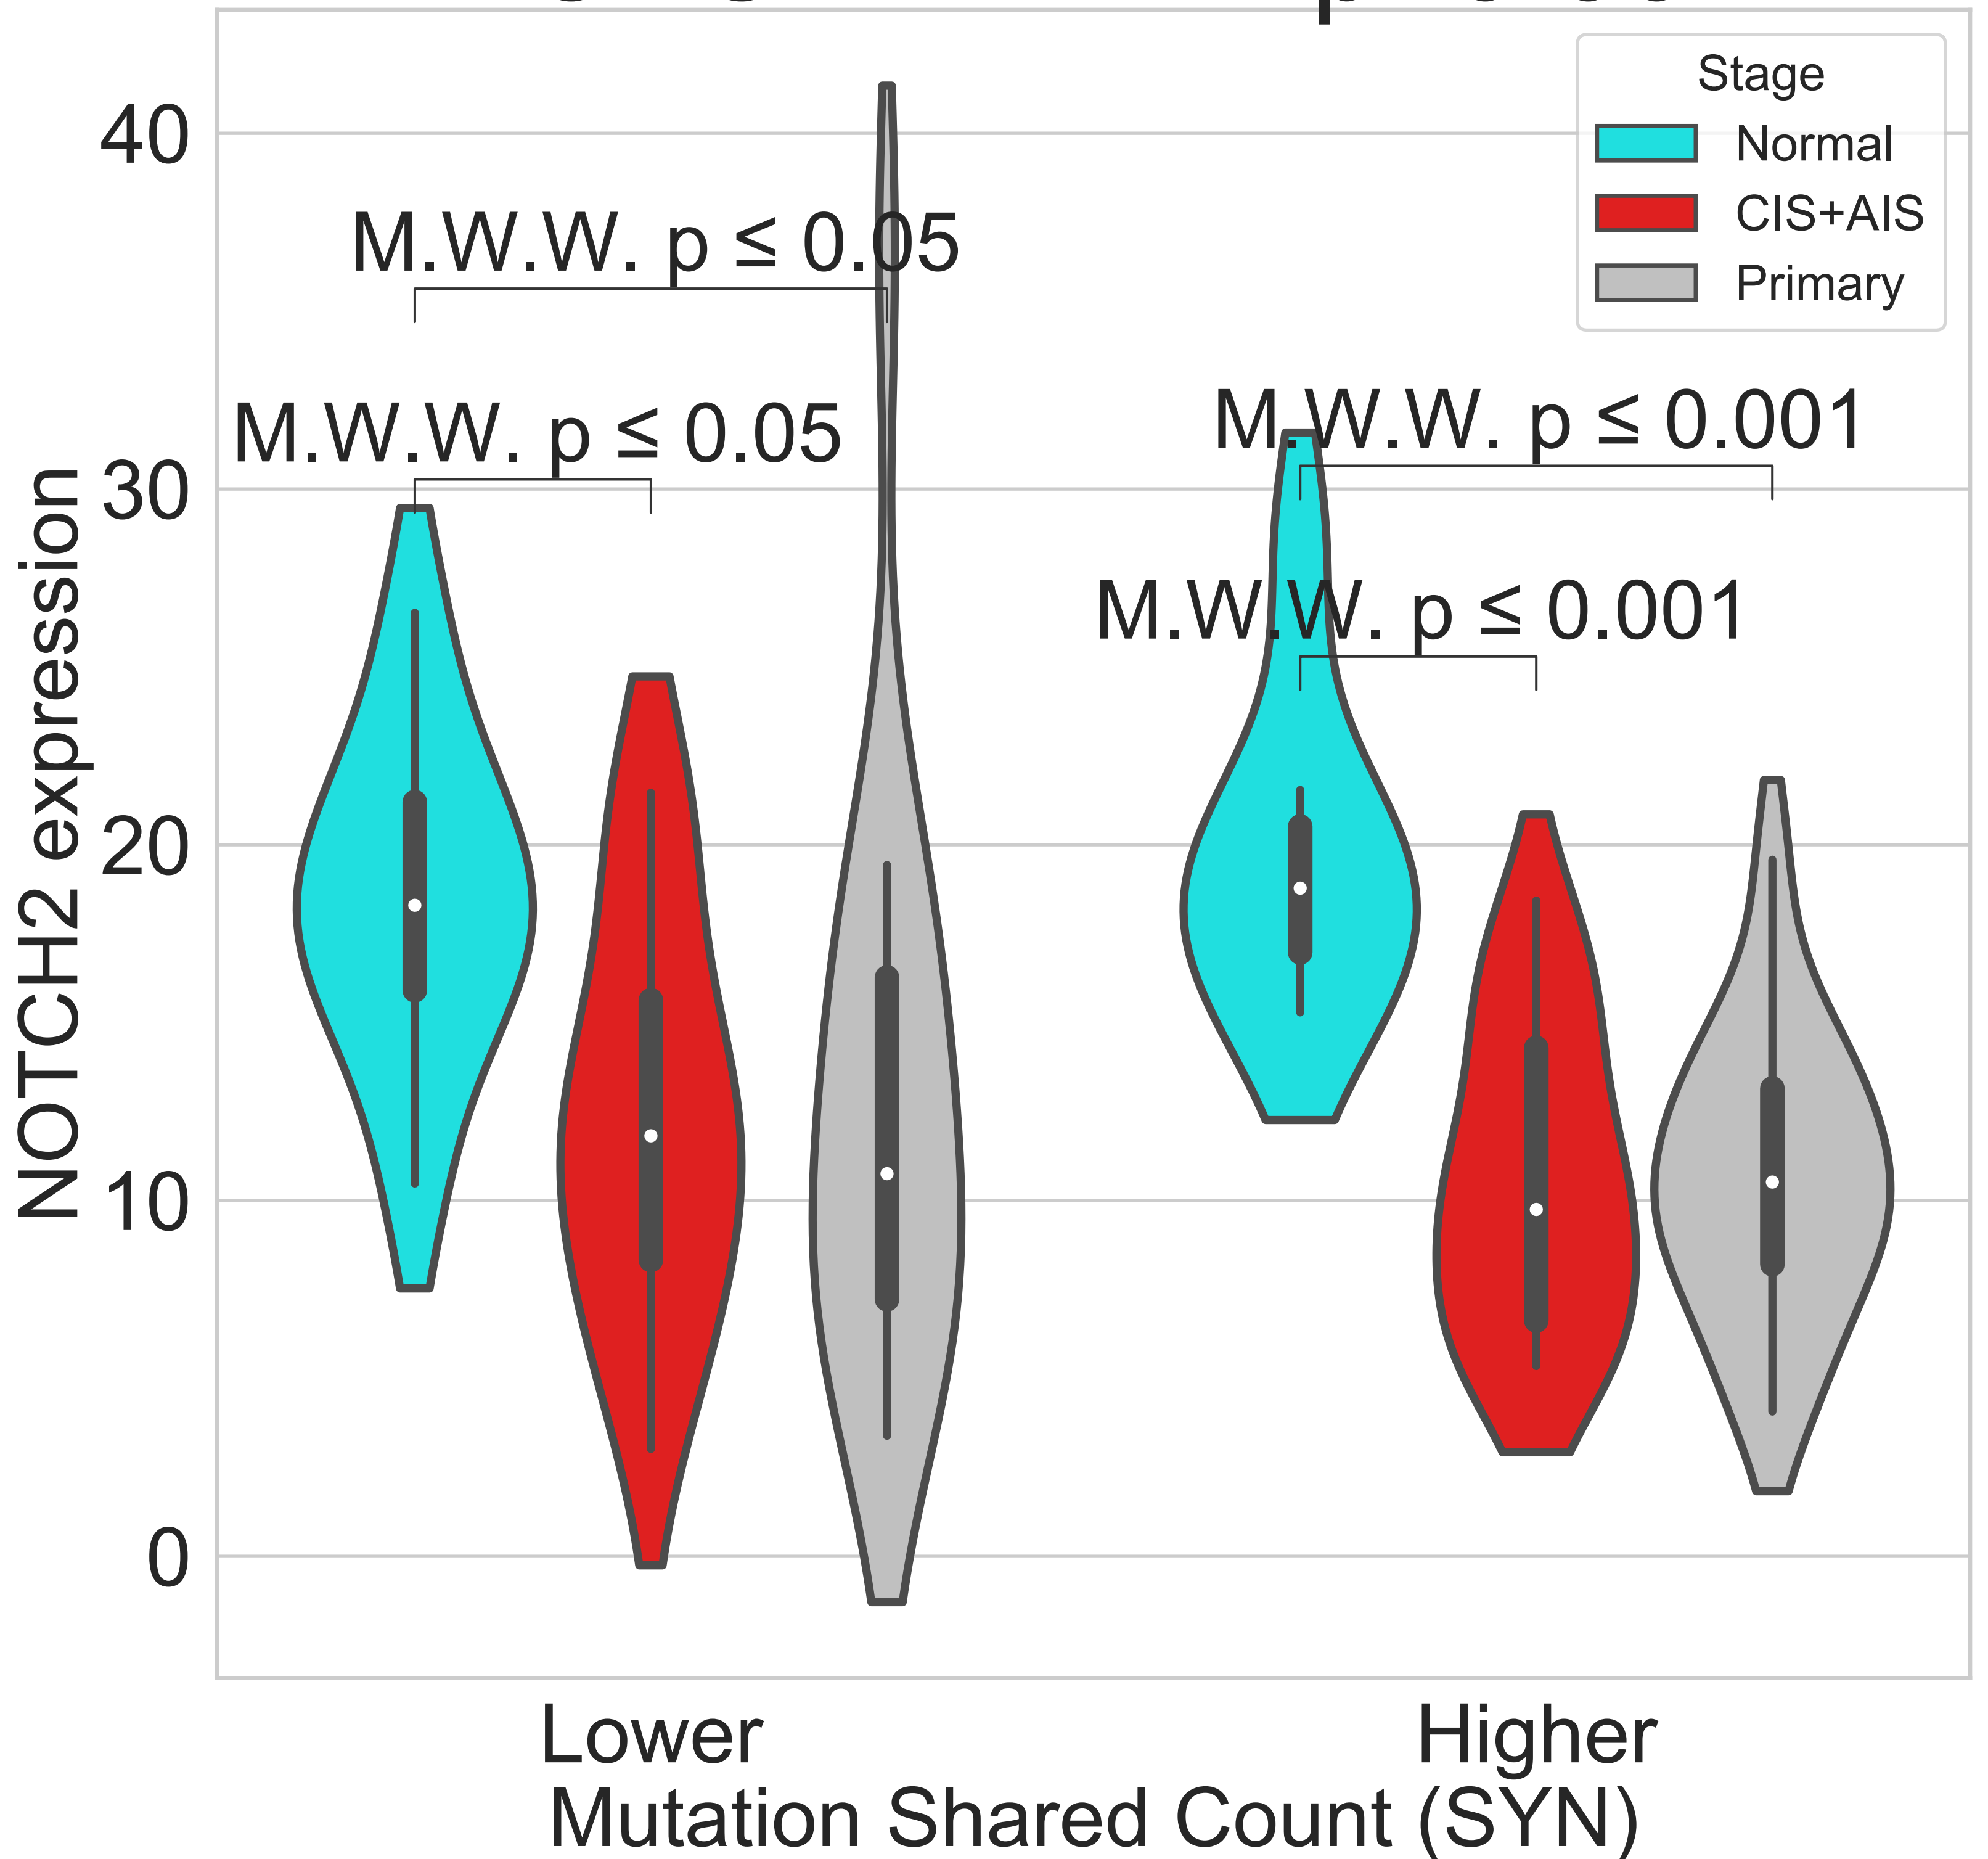 Stage
Normal
CIS+AIS
Primary
40
30
20
10
0
NOTCH2 expression
M.W.W. p ≤ 0.05
M.W.W. p ≤ 0.05
M.W.W. p ≤ 0.001
M.W.W. p ≤ 0.001
Lower
Higher
Mutation Shared Count (SYN)